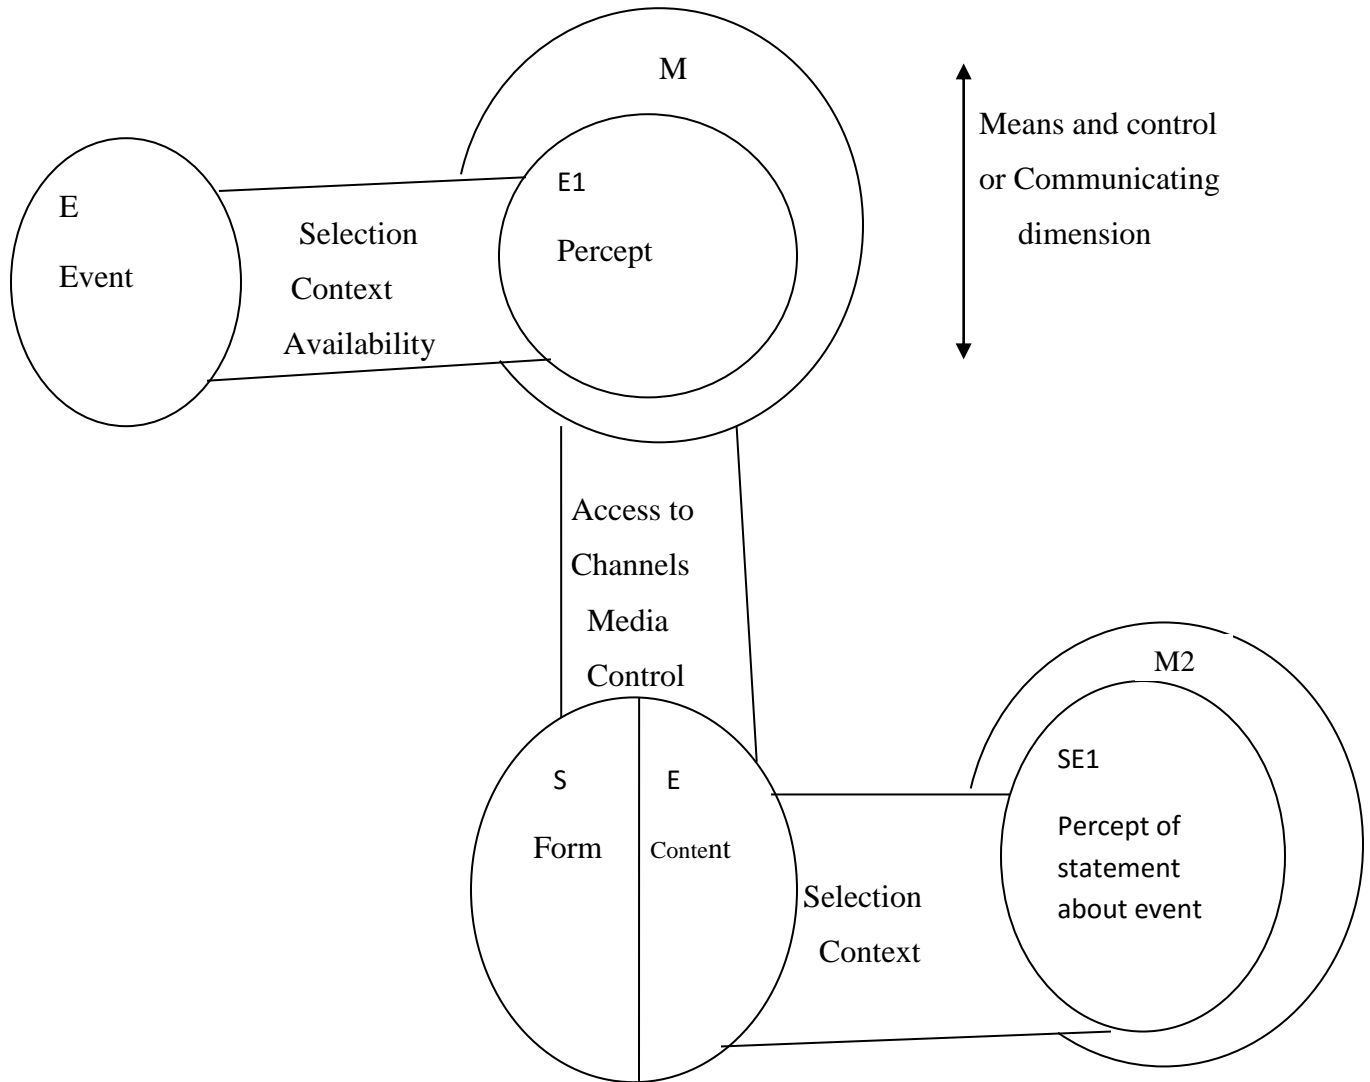 M
Means and control
or Communicating
dimension
E
Event
Selection
Context
Availability
E1
Percept
Access to
Channels
Media
Control
S
Form
E
Content
Selection
Context
M2
SE1
Percept of
statement
about event